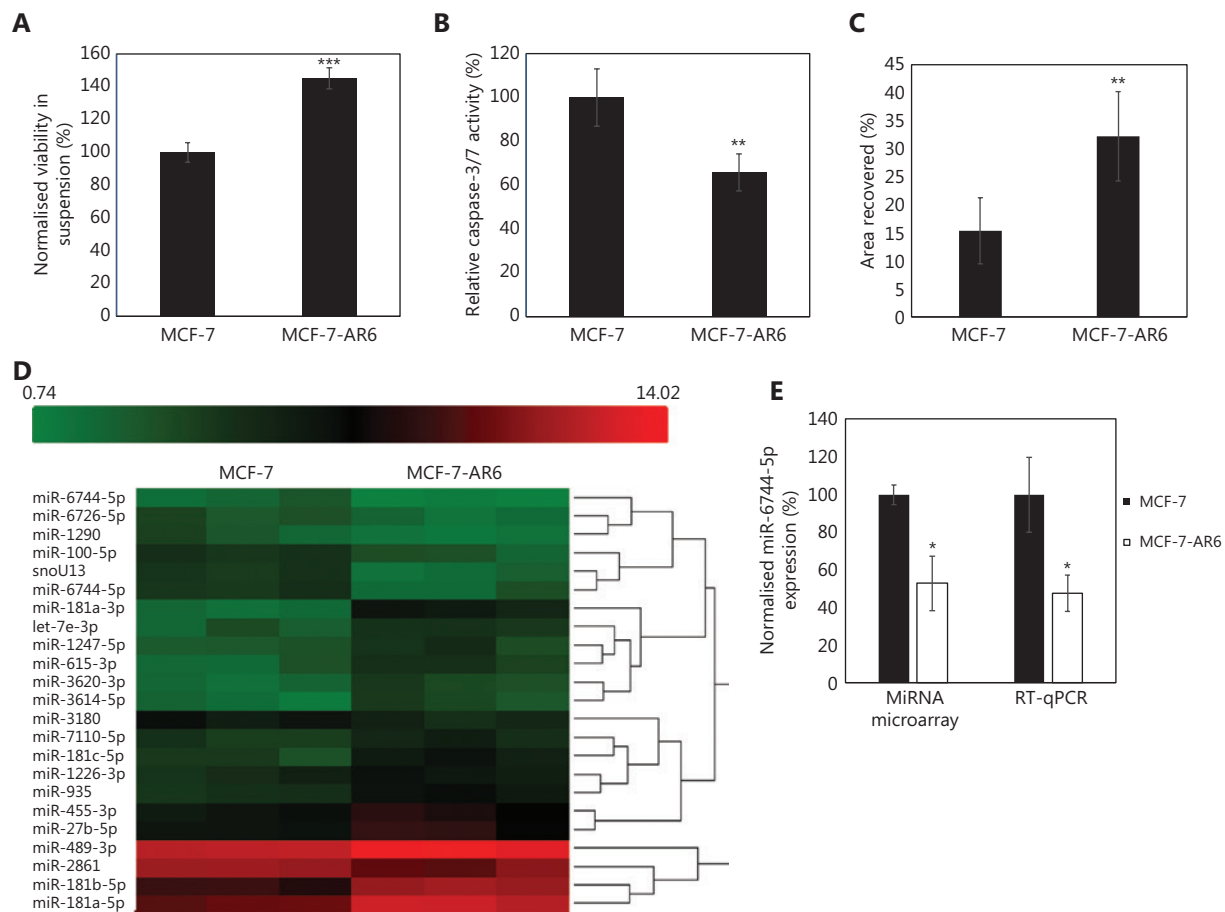 A
Normalised viability in
suspension (%)
160
140
120
100
80
60
40
20
0
***
MCF-7
MCF-7-AR6
B
Relative caspase-3/7 activity (%)
120
100
80
60
40
20
0
**
MCF-7
MCF-7-AR6
C
Area recovered (%)
45
40
35
30
25
20
15
10
5
0
**
MCF-7
MCF-7-AR6
D
0.74
14.02
MCF-7
MCF-7-AR6
miR-6744-5p
miR-6726-5p
miR-1290
miR-100-5p
snoU13
miR-6744-5p
miR-181a-3p
let-7e-3p
miR-1247-5p
miR-615-3p
miR-3620-3p
miR-3614-5p
miR-3180
miR-7110-5p
miR-181c-5p
miR-1226-3p
miR-935
miR-455-3p
miR-27b-5p
miR-489-3p
miR-2861
miR-181b-5p
miR-181a-5p
E
Normalised miR-6744-5p
expression (%)
140
120
100
80
60
40
20
0
*
*
MiRNA
microarray
RT-qPCR
MCF-7
MCF-7-AR6